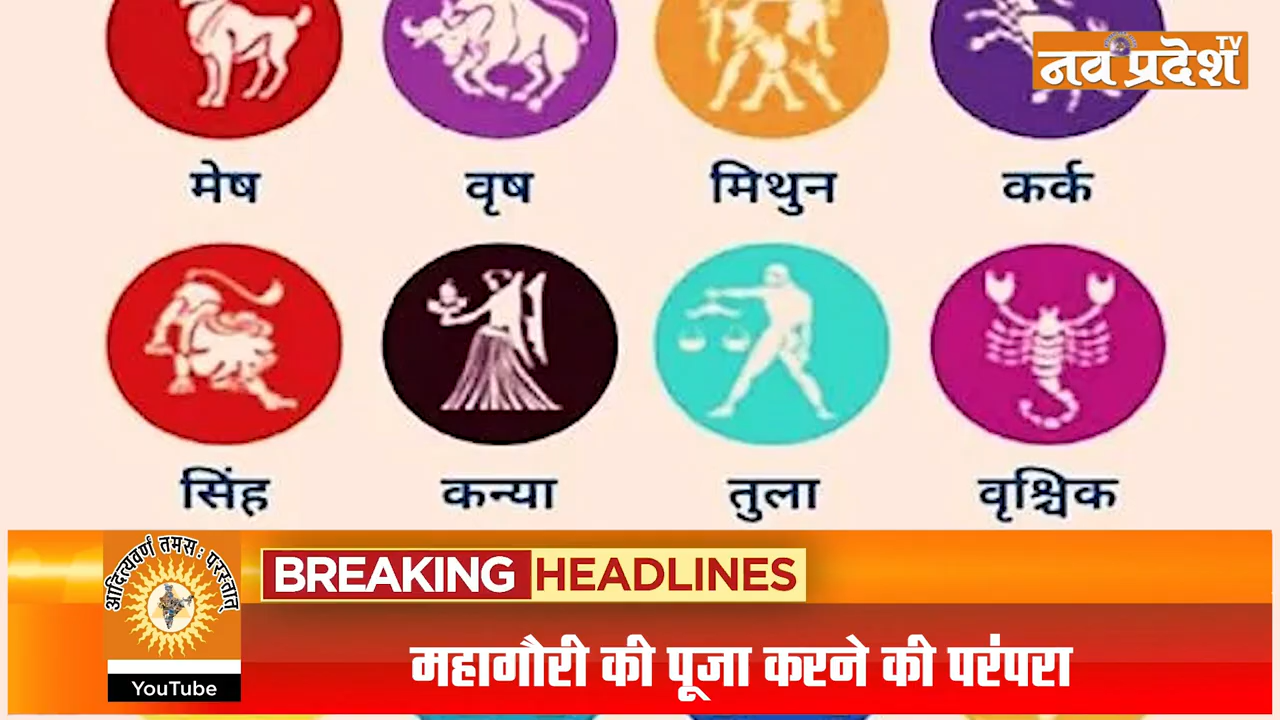 नव प्रदेश TV
मेष वृष मिथुन कर्क
सिंह कन्या तुला वृश्चिक
आदित्यवर्णं तमसः परस्तात्
BREAKING HEADLINES
महागौरी की पूजा करने की परंपरा
YouTube